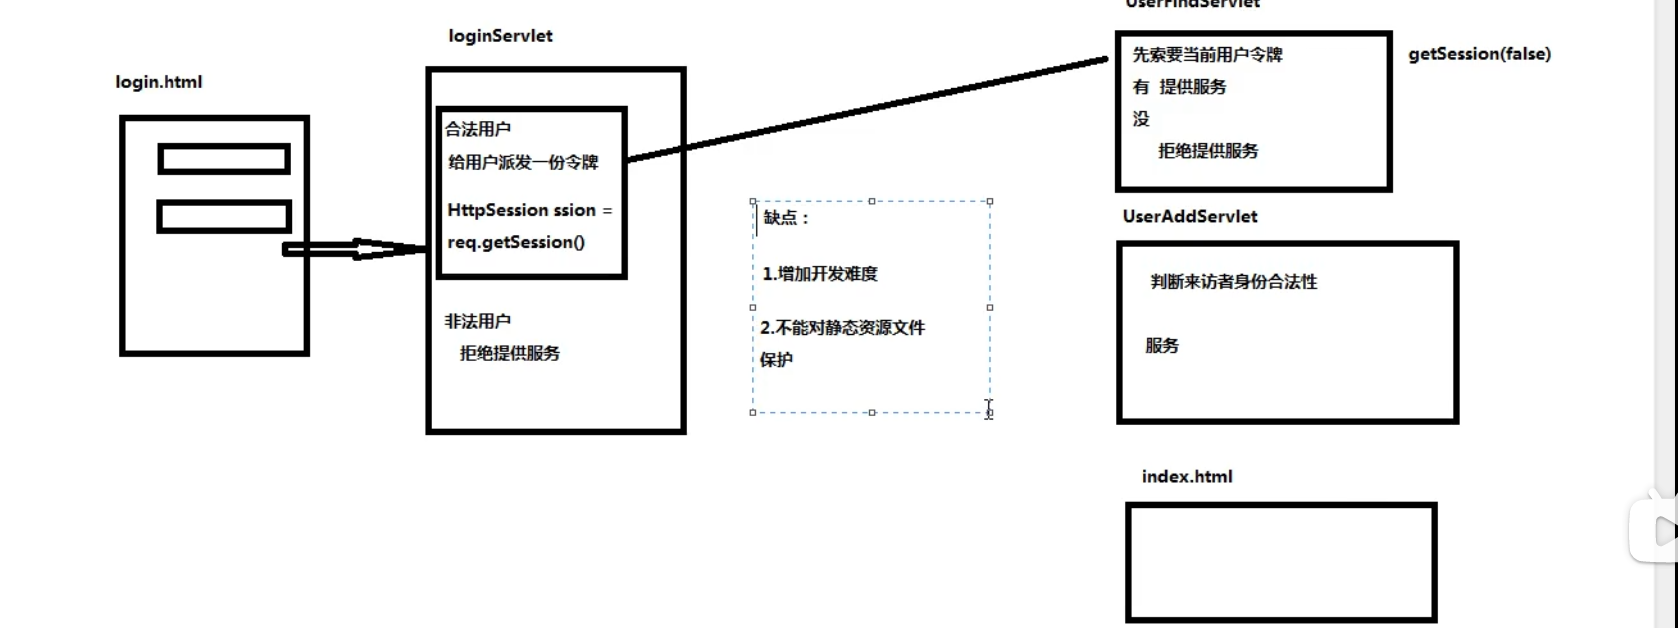 login.html
loginServlet
合法用户
给用户派发一份令牌
HttpSession ssion =
req.getSession()
非法用户
拒绝提供服务
缺点：
1.增加开发难度
2.不能对静态资源文件
保护
UserFindServlet
先索要当前用户令牌
有 提供服务
没
拒绝提供服务
getSession(false)
UserAddServlet
判断来访者身份合法性
服务
index.html